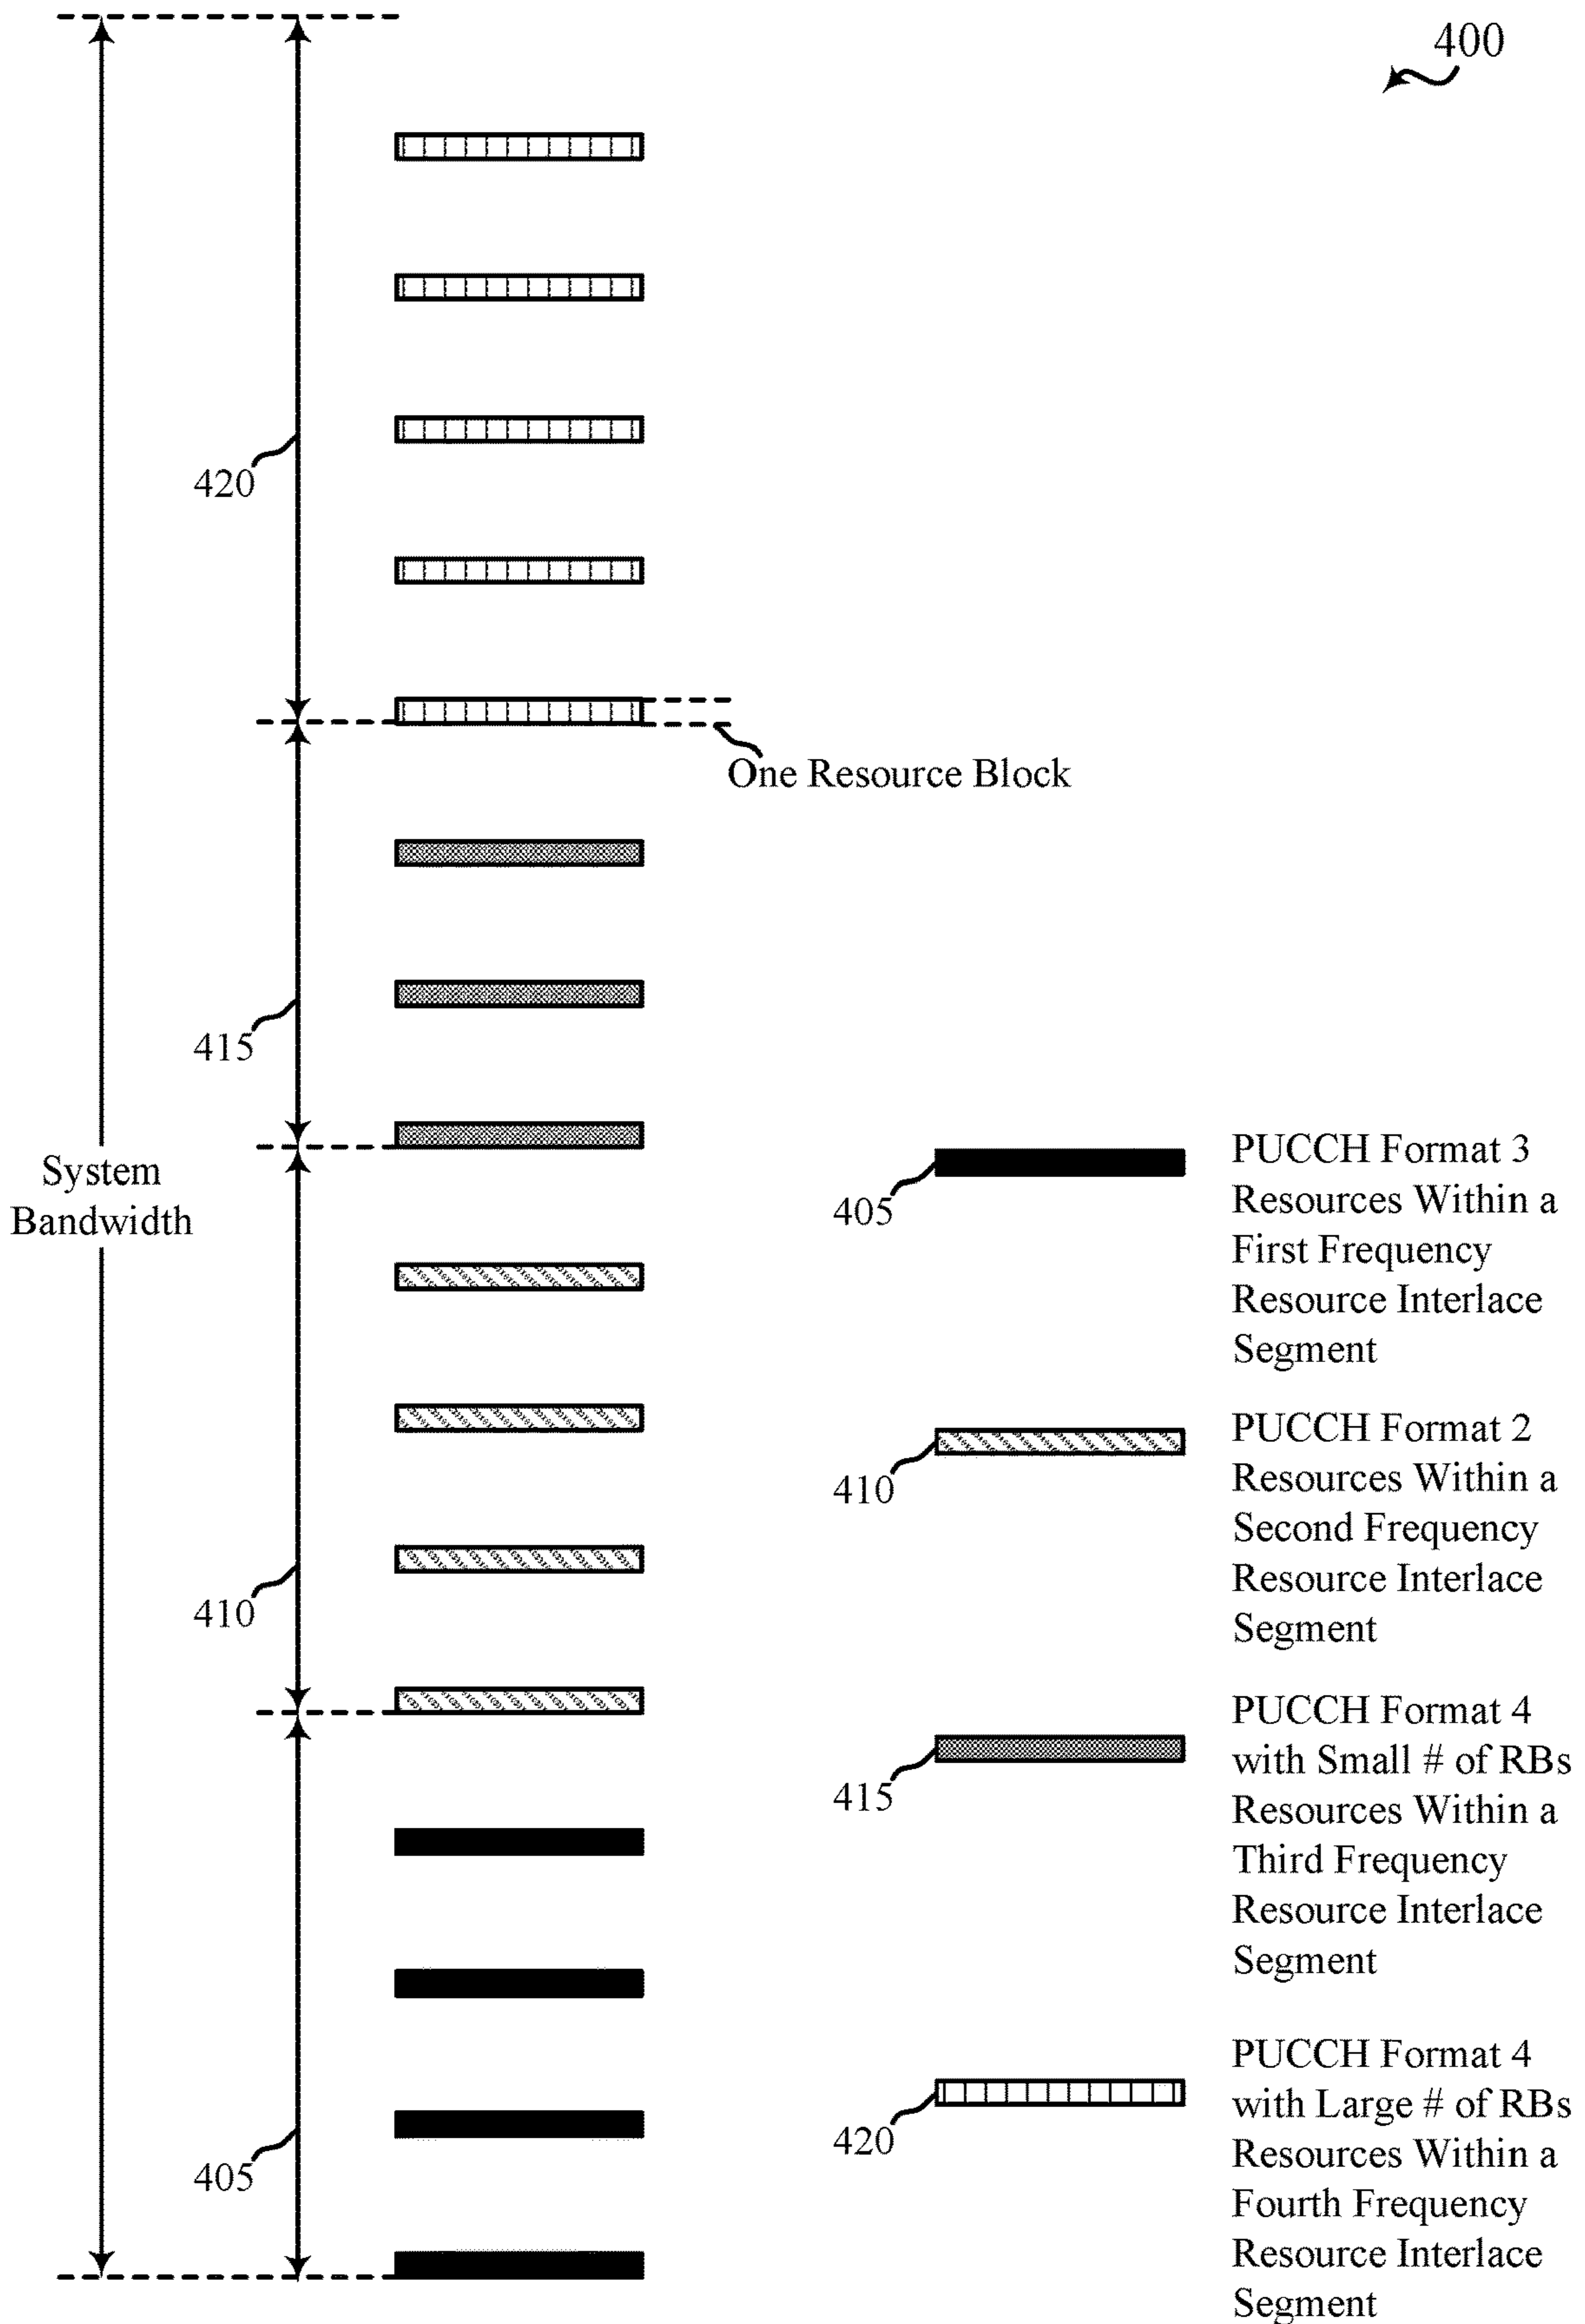 400
420
One Resource Block
415
System
Bandwidth
405
PUCCH Format 3
Resources Within a
First Frequency
Resource Interlace
Segment
410
PUCCH Format 2
Resources Within a
Second Frequency
Resource Interlace
Segment
410
415
PUCCH Format 4
with Small # of RBs
Resources Within a
Third Frequency
Resource Interlace
Segment
405
420
PUCCH Format 4
with Large # of RBs
Resources Within a
Fourth Frequency
Resource Interlace
Segment